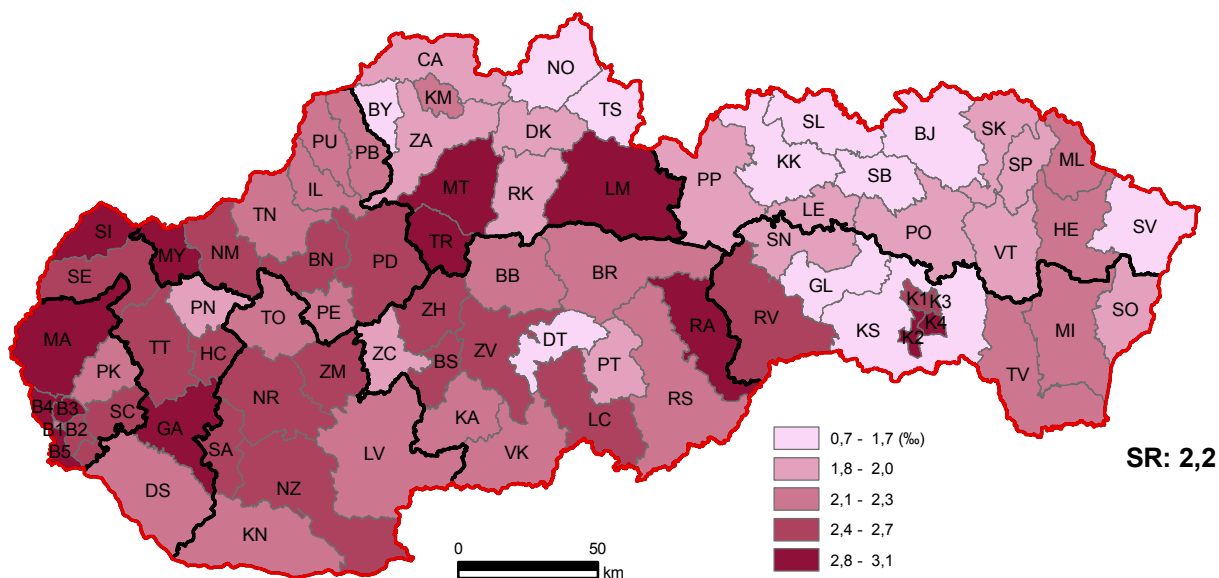 CA
NO
BY
KM
TS
PU
PB
ZA
DK
SL
BJ
SK
ML
KK
SB
SP
IL
MT
RK
LM
PP
LE
PO
TN
SI
MY
NM
BN
PD
TR
SN
VT
HE
SV
SE
BB
BR
GL
PN
TO
PE
ZH
K1
K3
MA
TT
HC
ZC
BS
ZV
DT
RA
RV
KS
K4
K2
MI
SO
PK
ZM
PT
TV
B4
B3
SC
NR
KA
LC
RS
B1
B2
GA
SA
LV
VK
B5
DS
NZ
KN
0,7 - 1,7 (‰)
1,8 - 2,0
2,1 - 2,3
2,4 - 2,7
2,8 - 3,1
SR: 2,2
0 50
km